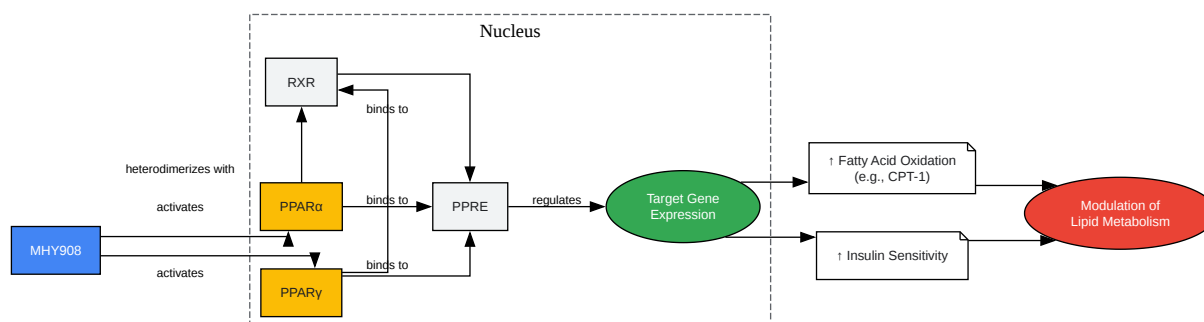 Nucleus
RXR
binds to
heterodimerizes with
↑ Fatty Acid Oxidation
(e.g., CPT-1)
activates
PPARα
binds to
PPRE
regulates
Target Gene
Expression
Modulation of
Lipid Metabolism
MHY908
activates
PPARγ
binds to
↑ Insulin Sensitivity